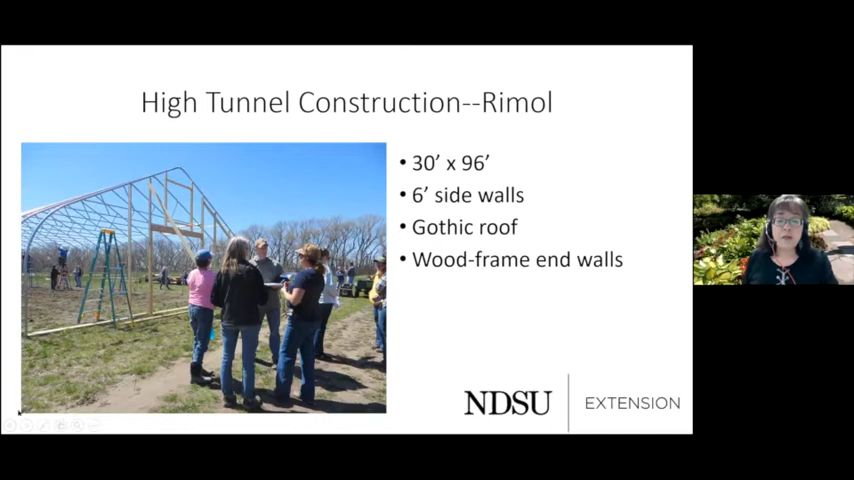 High Tunnel Construction--Rimol
• 30’ x 96’
• 6’ side walls
• Gothic roof
• Wood-frame end walls
NDSU EXTENSION